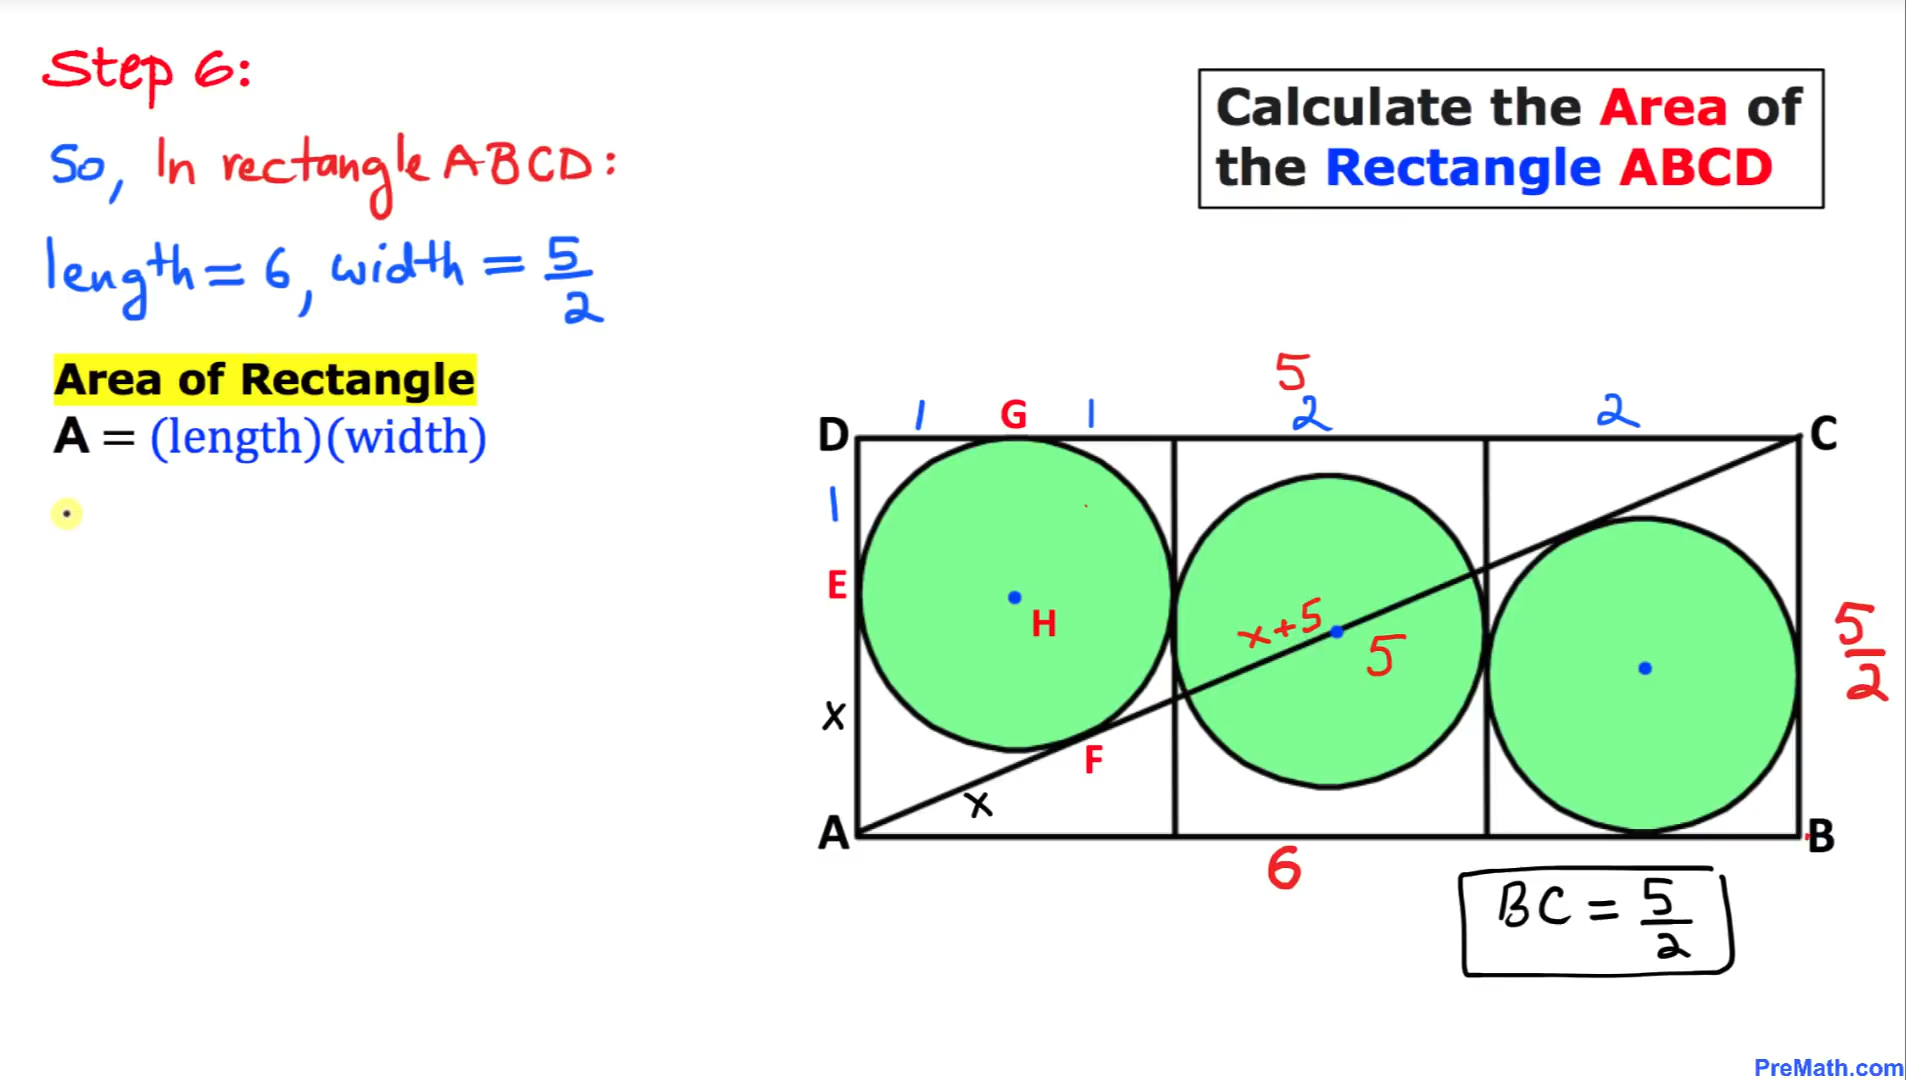 Step 6:
So, In rectangle ABCD:
length = 6, width = 5/2
Area of Rectangle
A = (length)(width)
Calculate the Area of
the Rectangle ABCD
5
1 G 1 2 2
D C
1
E
H
x+5
5
5/2
x
F
x
A B
6
BC = 5/2
PreMath.com